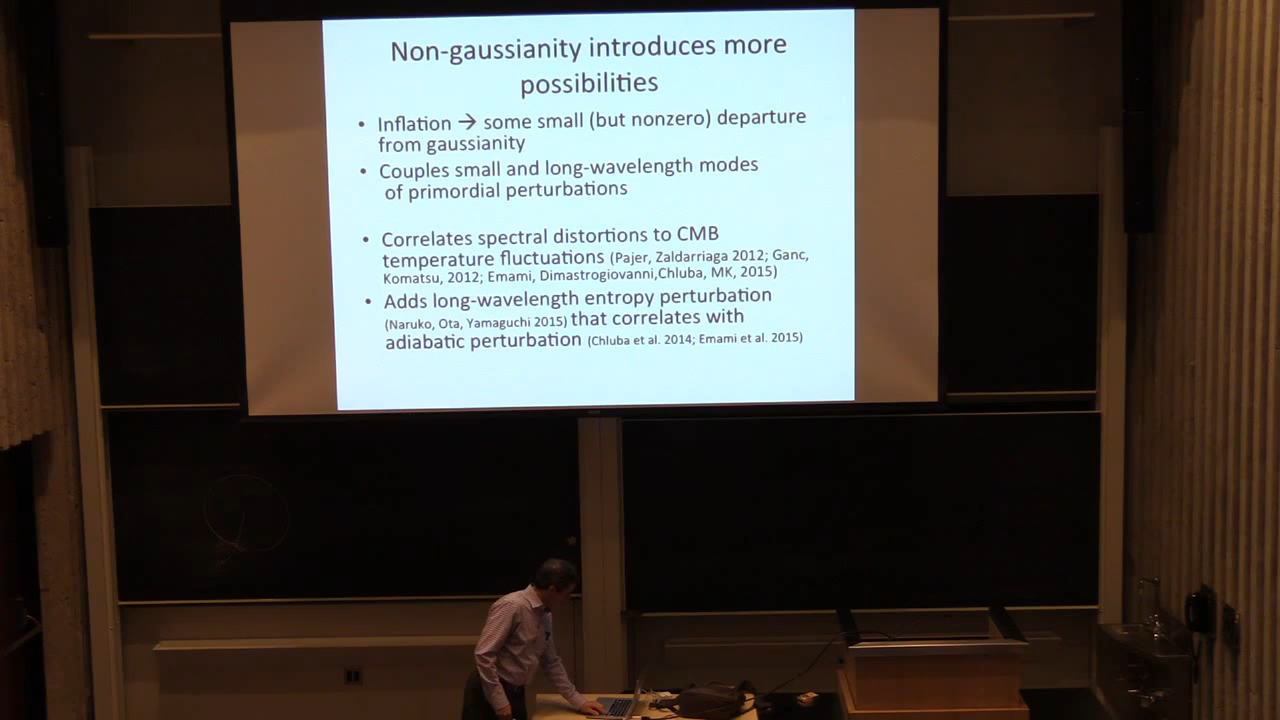 Non-gaussianity introduces more
possibilities
• Inflation → some small (but nonzero) departure
from gaussianity
• Couples small and long-wavelength modes
of primordial perturbations
• Correlates spectral distortions to CMB
temperature fluctuations (Pajer, Zaldarriaga 2012; Ganc,
Komatsu, 2012; Emami, Dimastrogiovanni,Chluba, MK, 2015)
• Adds long-wavelength entropy perturbation
(Naruko, Ota, Yamaguchi 2015) that correlates with
adiabatic perturbation (Chluba et al. 2014; Emami et al. 2015)